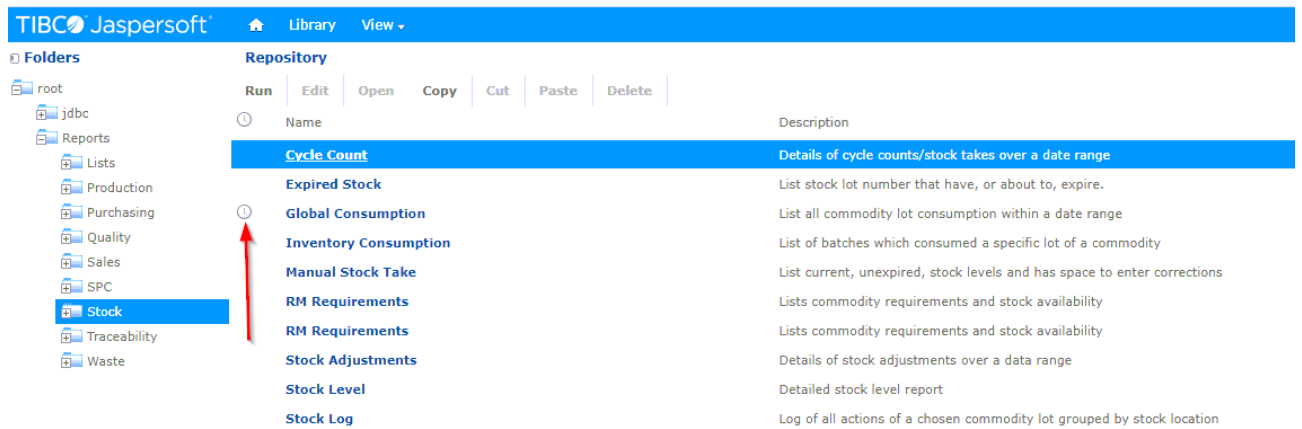 TIBCO Jaspersoft® Library View
Folders
root
jdbc
Reports
Lists
Production
Purchasing
Quality
Sales
SPC
Stock
Traceability
Waste
Repository
Run Edit Open Copy Cut Paste Delete
Name Description
Cycle Count Details of cycle counts/stock takes over a date range
Expired Stock List stock lot number that have, or about to, expire.
Global Consumption List all commodity lot consumption within a date range
Inventory Consumption List of batches which consumed a specific lot of a commodity
Manual Stock Take List current, unexpired, stock levels and has space to enter corrections
RM Requirements Lists commodity requirements and stock availability
RM Requirements Lists commodity requirements and stock availability
Stock Adjustments Details of stock adjustments over a data range
Stock Level Detailed stock level report
Stock Log Log of all actions of a chosen commodity lot grouped by stock location